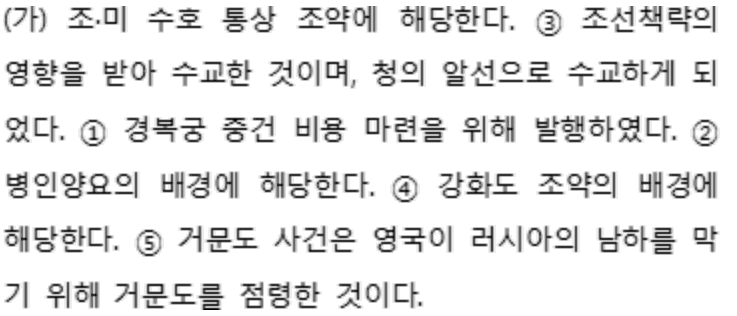 (가) 조·미 수호 통상 조약에 해당한다. ③ 조선책략의
영향을 받아 수교한 것이며, 청의 알선으로 수교하게 되
었다. ① 경복궁 중건 비용 마련을 위해 발행하였다. ②
병인양요의 배경에 해당한다. ④ 강화도 조약의 배경에
해당한다. ⑤ 거문도 사건은 영국이 러시아의 남하를 막
기 위해 거문도를 점령한 것이다.